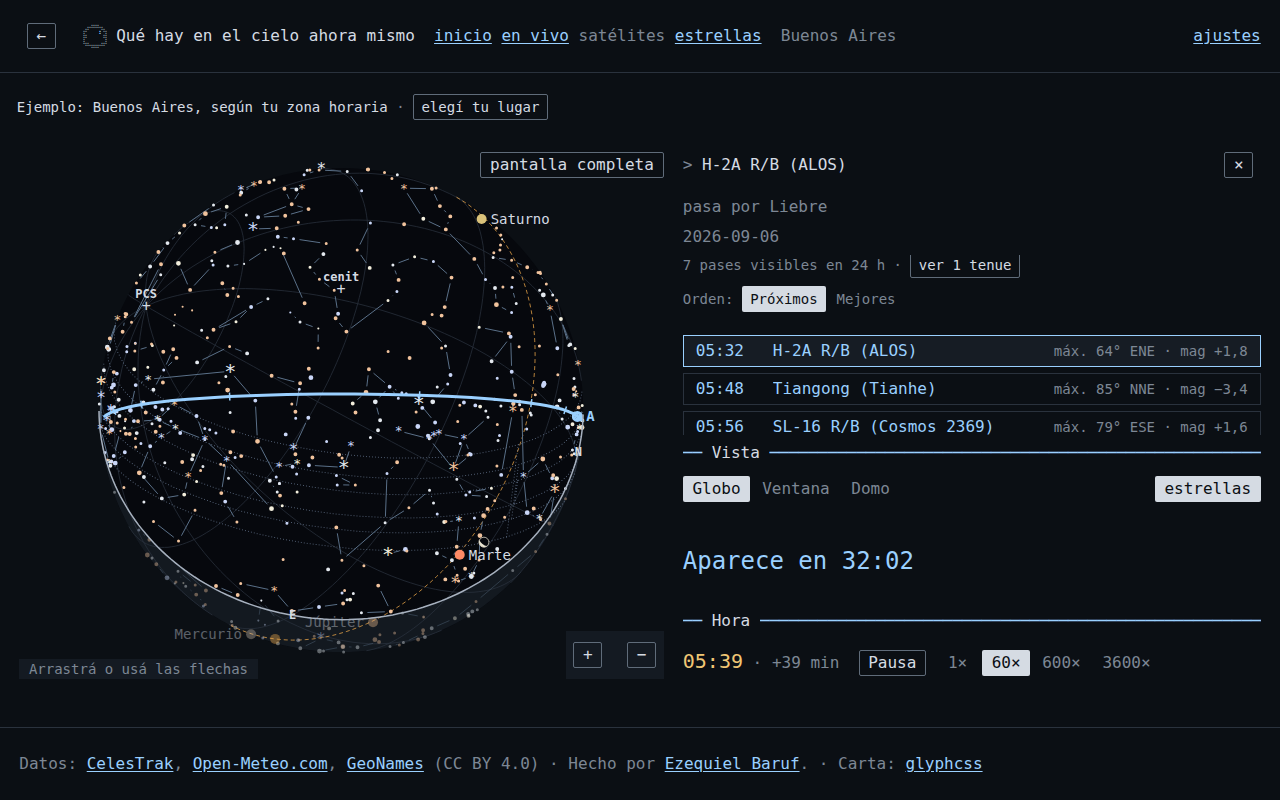 ← Qué hay en el cielo ahora mismo inicio en vivo satélites estrellas Buenos Aires ajustes
Ejemplo: Buenos Aires, según tu zona horaria · elegí tu lugar
pantalla completa
Saturno
cenit
PCS
A
N
Marte
E
Júpiter
Mercurio
+ −
Arrastrá o usá las flechas
> H-2A R/B (ALOS) ×
pasa por Liebre
2026-09-06
7 pases visibles en 24 h · ver 1 tenue
Orden: Próximos Mejores
05:32 H-2A R/B (ALOS) máx. 64° ENE · mag +1,8
05:48 Tiangong (Tianhe) máx. 85° NNE · mag −3,4
05:56 SL-16 R/B (Cosmos 2369) máx. 79° ESE · mag +1,6
Vista
Globo Ventana Domo estrellas
Aparece en 32:02
Hora
05:39 · +39 min Pausa 1× 60× 600× 3600×
Datos: CelesTrak, Open-Meteo.com, GeoNames (CC BY 4.0) · Hecho por Ezequiel Baruf. · Carta: glyphcss